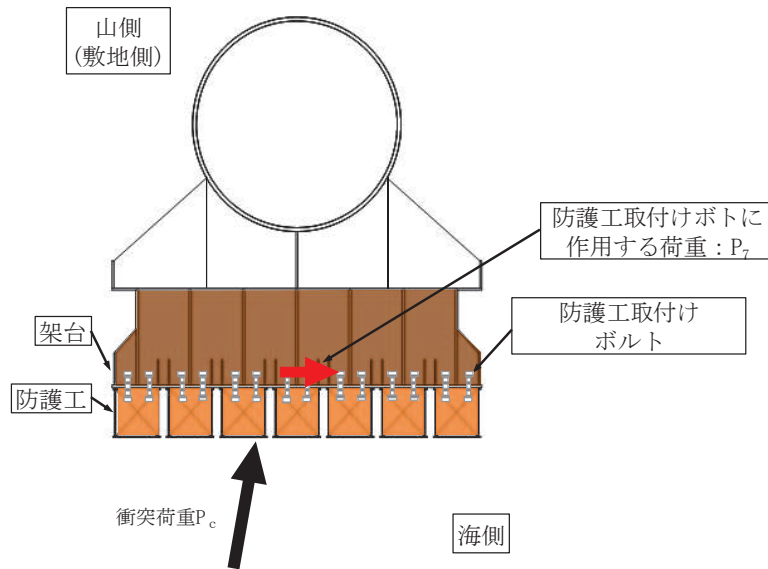 山側
(敷地側)
防護工取付けボトに
作用する荷重：P₇
防護工取付け
ボルト
架台
防護工
衝突荷重P꜀
海側